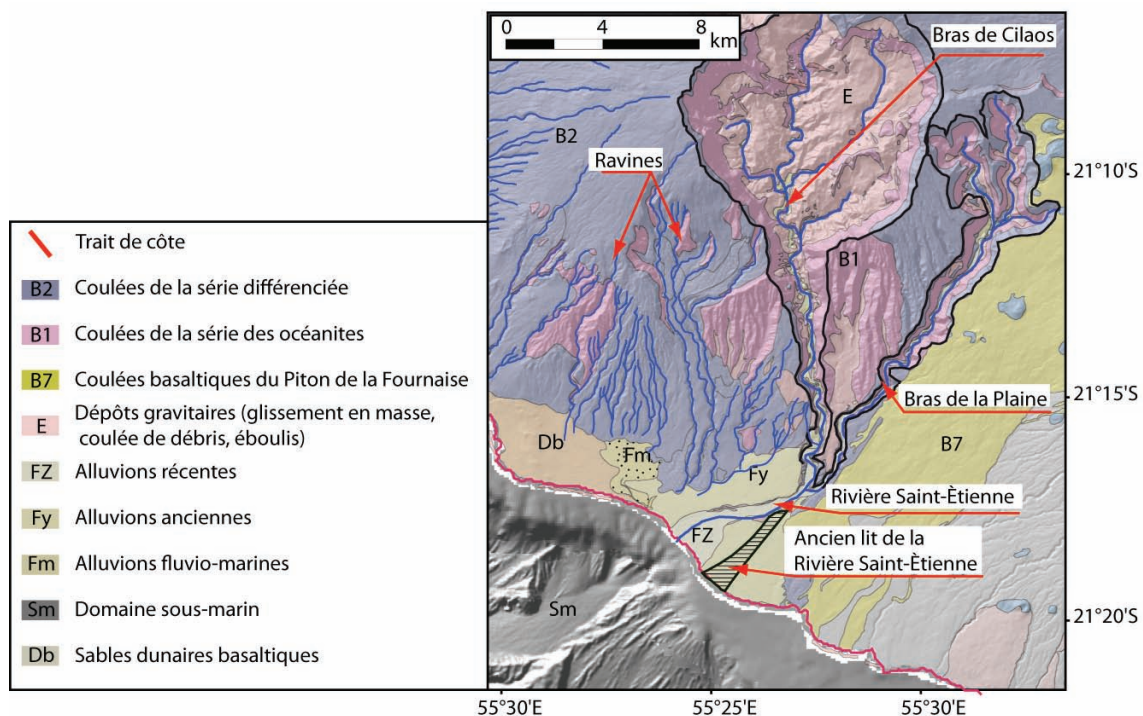 0 4 8
km
Bras de Cilaos
E
B2
Ravines
21°10'S
B1
Trait de côte
B2 Coulées de la série différenciée
B1 Coulées de la série des océanites
B7 Coulées basaltiques du Piton de la Fournaise
E Dépôts gravitaires (glissement en masse,
coulée de débris, éboulis)
FZ Alluvions récentes
Fy Alluvions anciennes
Fm Alluvions fluvio-marines
Sm Domaine sous-marin
Db Sables dunaires basaltiques
21°15'S
Bras de la Plaine
Db
Fm
Fy
B7
Rivière Saint-Ètienne
FZ
Ancien lit de la
Rivière Saint-Ètienne
Sm
21°20'S
55°30'E 55°25'E 55°30'E